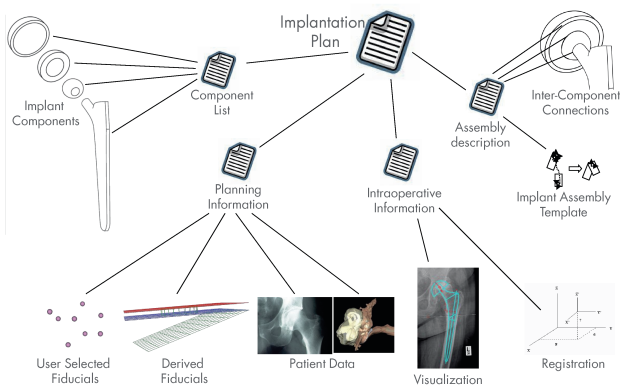 Implantation
Plan
Component
List
Implant
Components
Inter-Component
Connections
Assembly
description
Implant Assembly
Template
Planning
Information
Intraoperative
Information
User Selected
Fiducials
Derived
Fiducials
Patient Data
Visualization
Registration